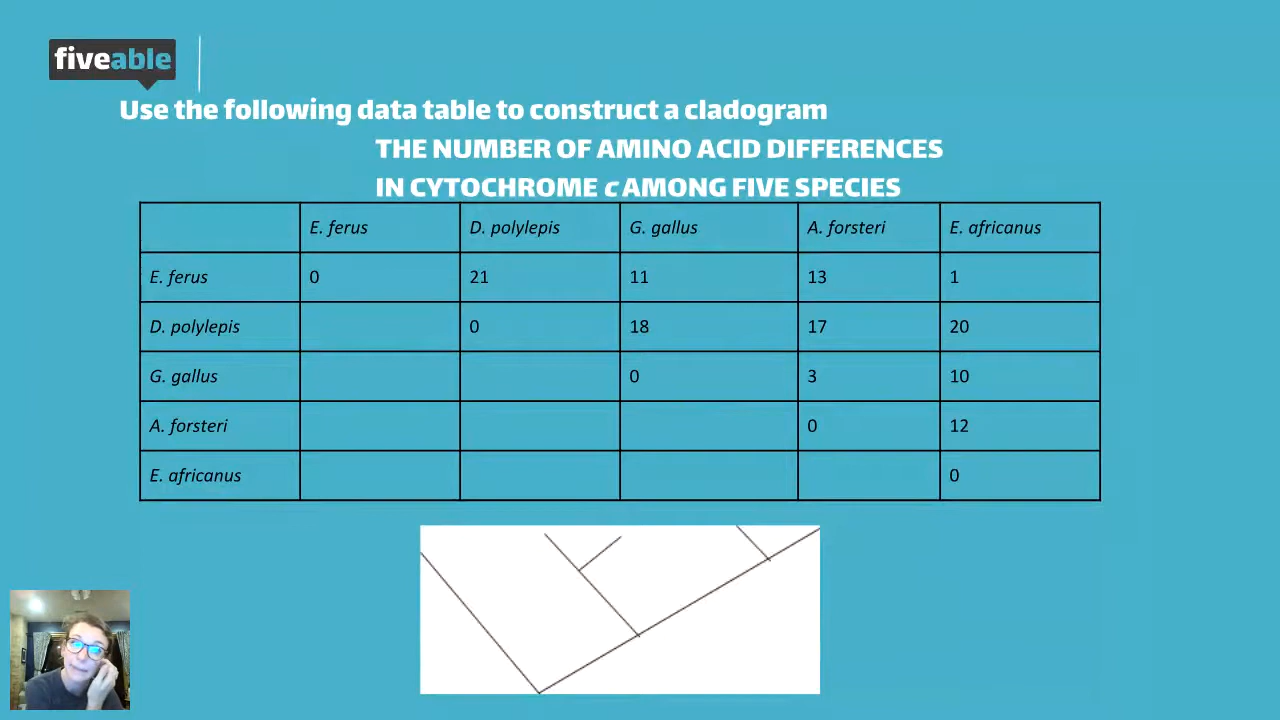 fiveable
Use the following data table to construct a cladogram
THE NUMBER OF AMINO ACID DIFFERENCES
IN CYTOCHROME c AMONG FIVE SPECIES
E. ferus D. polylepis G. gallus A. forsteri E. africanus
E. ferus 0 21 11 13 1
D. polylepis 0 18 17 20
G. gallus 0 3 10
A. forsteri 0 12
E. africanus 0